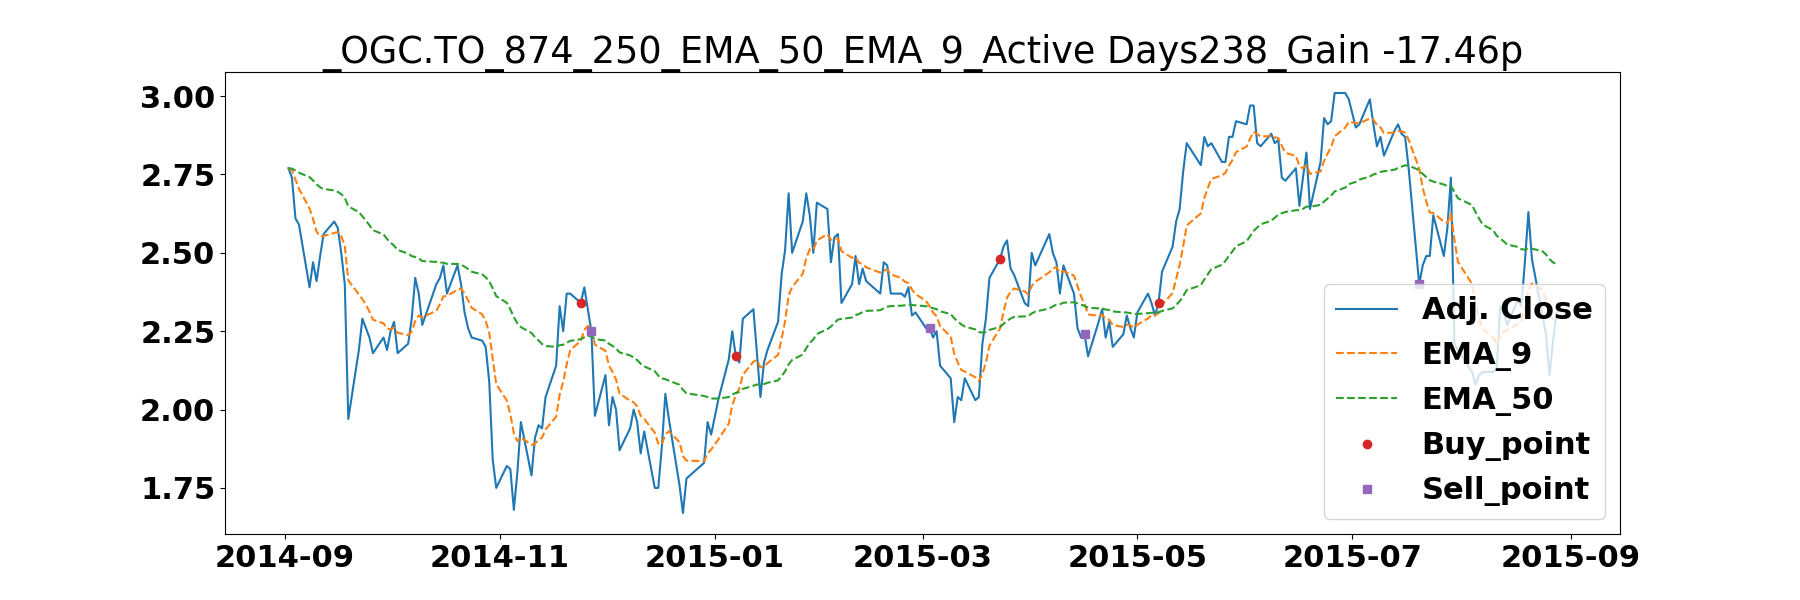 _OGC.TO_874_250_EMA_50_EMA_9_Active Days238_Gain -17.46p
3.00
2.75
2.50
2.25
2.00
1.75
2014-09 2014-11 2015-01 2015-03 2015-05 2015-07 2015-09
Adj. Close
EMA_9
EMA_50
Buy_point
Sell_point